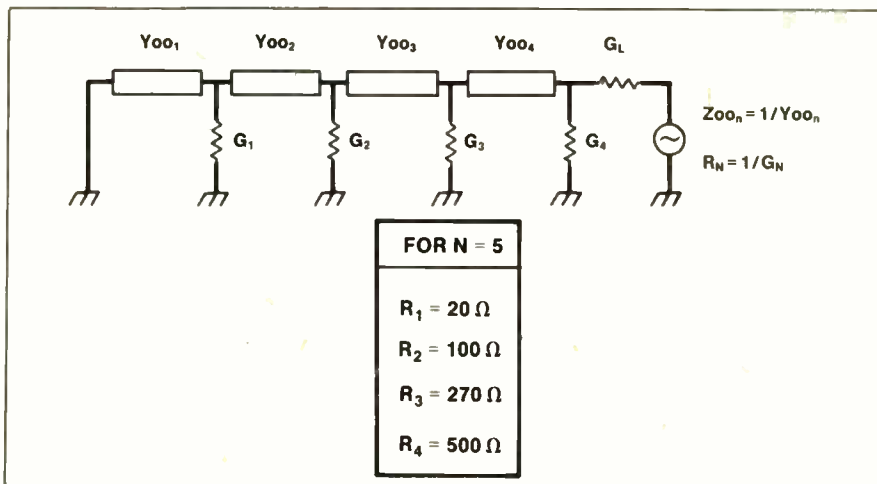 Yoo₁ Yoo₂ Yoo₃ Yoo₄ G_L
G₁ G₂ G₃ G₄
Zoo_n = 1/Yoo_n
R_N = 1/G_N
FOR N = 5
R₁ = 20 Ω
R₂ = 100 Ω
R₃ = 270 Ω
R₄ = 500 Ω